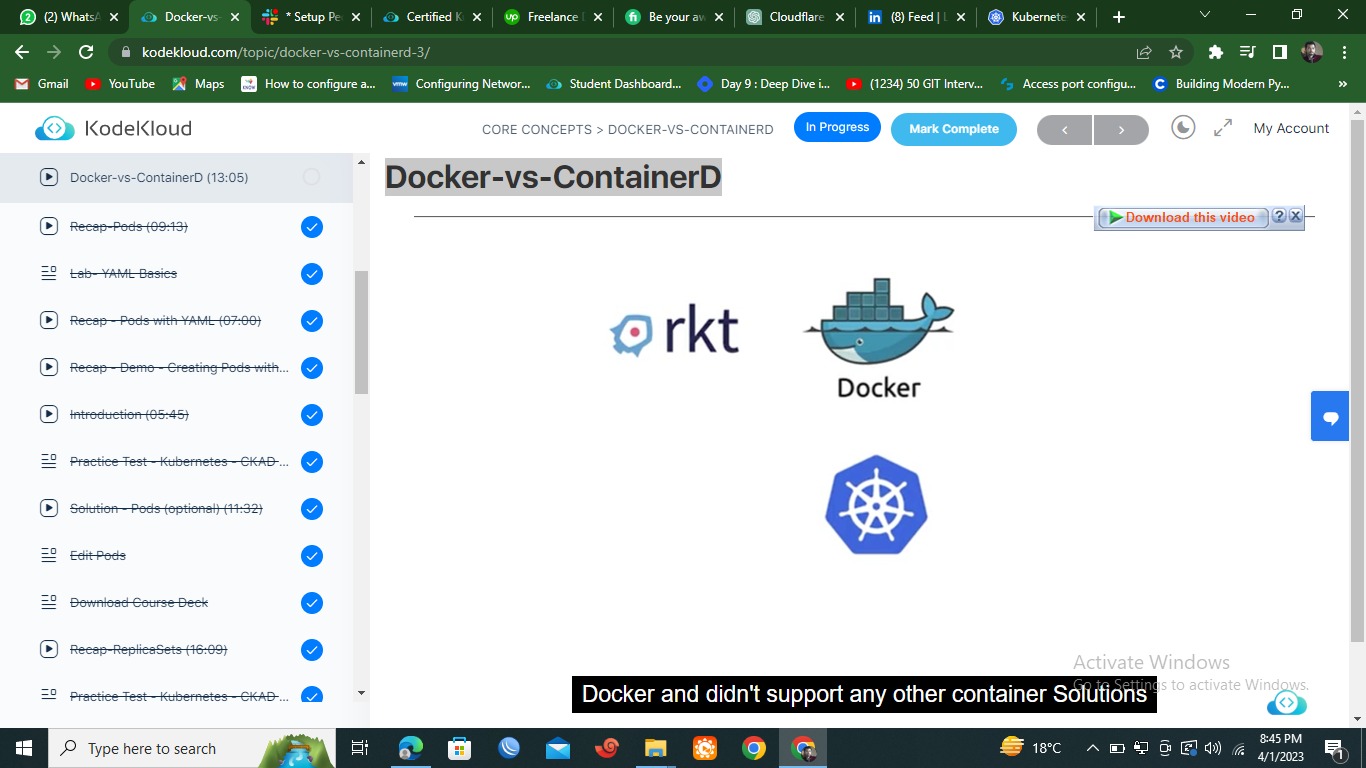 (2) WhatsA
Docker-vs-
* Setup Pe
Certified K
Freelance
Be your aw
Cloudflare
(8) Feed | L
Kubernete
kodekloud.com/topic/docker-vs-containerd-3/
Gmail
YouTube
Maps
How to configure a...
Configuring Networ...
Student Dashboard...
Day 9 : Deep Dive i...
(1234) 50 GIT Interv...
Access port configu...
Building Modern Py...
»
KodeKloud
CORE CONCEPTS > DOCKER-VS-CONTAINERD
In Progress
Mark Complete
<
>
My Account
Docker-vs-ContainerD (13:05)
Recap-Pods (09:13)
Lab- YAML Basics
Recap - Pods with YAML (07:00)
Recap - Demo - Creating Pods with...
Introduction (05:45)
Practice Test - Kubernetes - CKAD ...
Solution - Pods (optional) (11:32)
Edit Pods
Download Course Deck
Recap-ReplicaSets (16:09)
Practice Test - Kubernetes - CKAD ...
Docker-vs-ContainerD
Download this video
?
X
rkt
Docker
Docker and didn't support any other container Solutions
Activate Windows
Go to Settings to activate Windows.
Type here to search
18°C
8:45 PM
4/1/2023
1